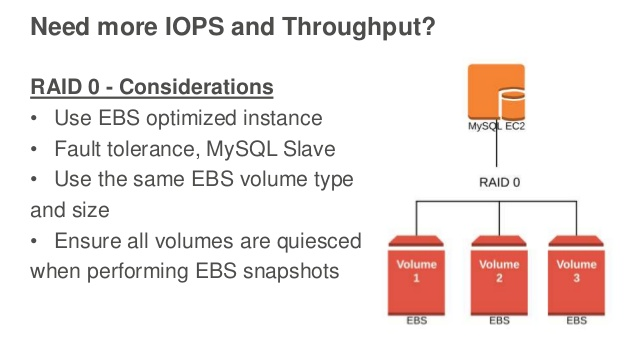 Need more IOPS and Throughput?
RAID 0 - Considerations
• Use EBS optimized instance
• Fault tolerance, MySQL Slave
• Use the same EBS volume type
and size
• Ensure all volumes are quiesced
when performing EBS snapshots
MySQL EC2
RAID 0
Volume 1
Volume 2
Volume 3
EBS
EBS
EBS